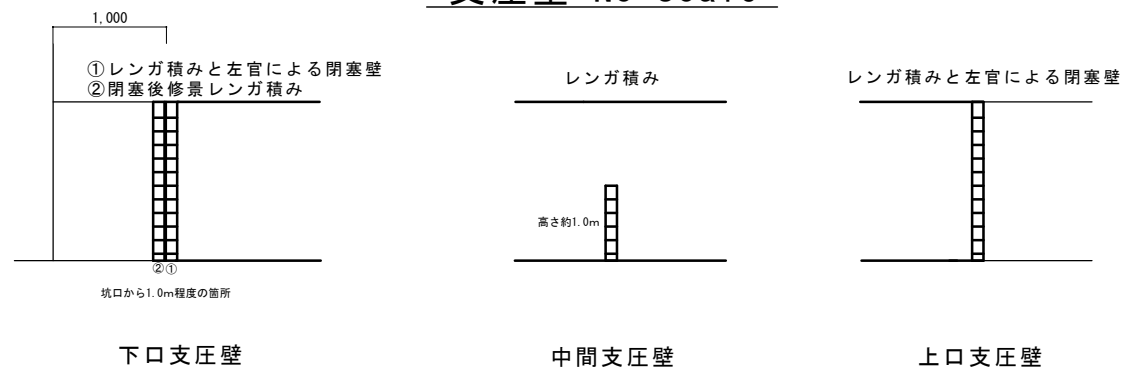 支圧壁 No Scale
1,000
①レンガ積みと左官による閉塞壁
②閉塞後修景レンガ積み
レンガ積み
レンガ積みと左官による閉塞壁
高さ約1.0m
②①
坑口から1.0m程度の箇所
下口支圧壁
中間支圧壁
上口支圧壁